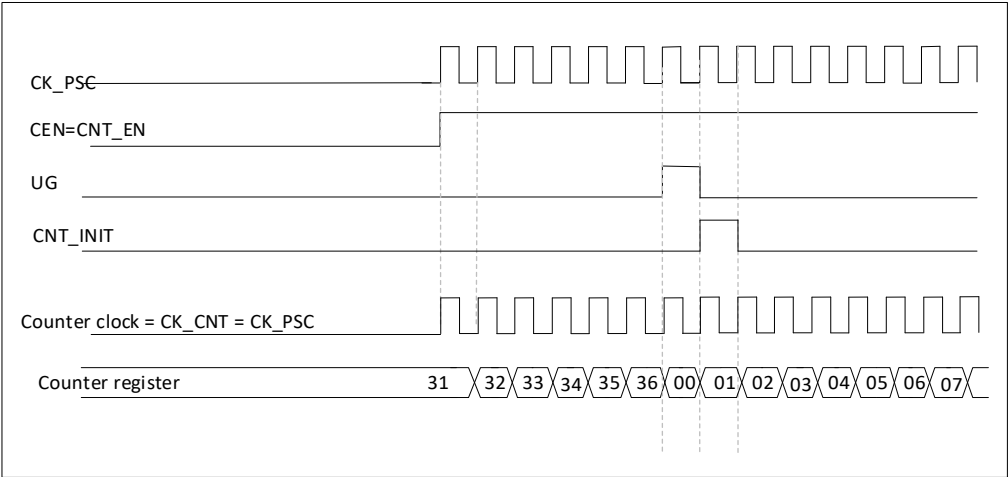 CK_PSC
CEN=CNT_EN
UG
CNT_INIT
Counter clock = CK_CNT = CK_PSC
Counter register 31 32 33 34 35 36 00 01 02 03 04 05 06 07